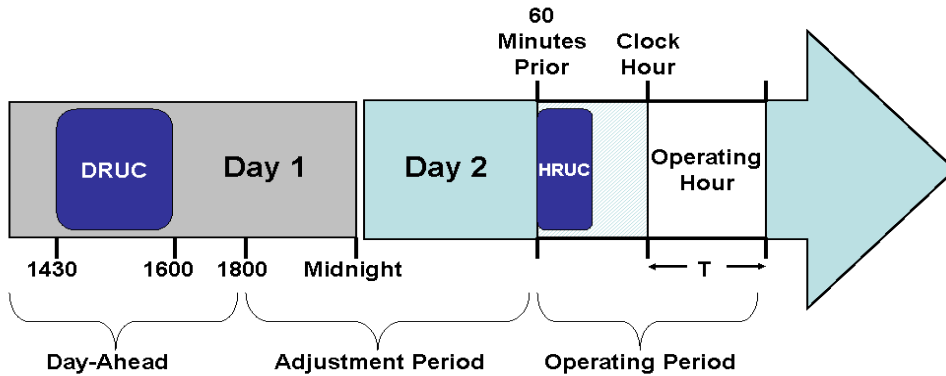 60
Minutes
Prior
Clock
Hour
DRUC
Day 1
Day 2
HRUC
Operating
Hour
1430
1600
1800
Midnight
T
Day-Ahead
Adjustment Period
Operating Period